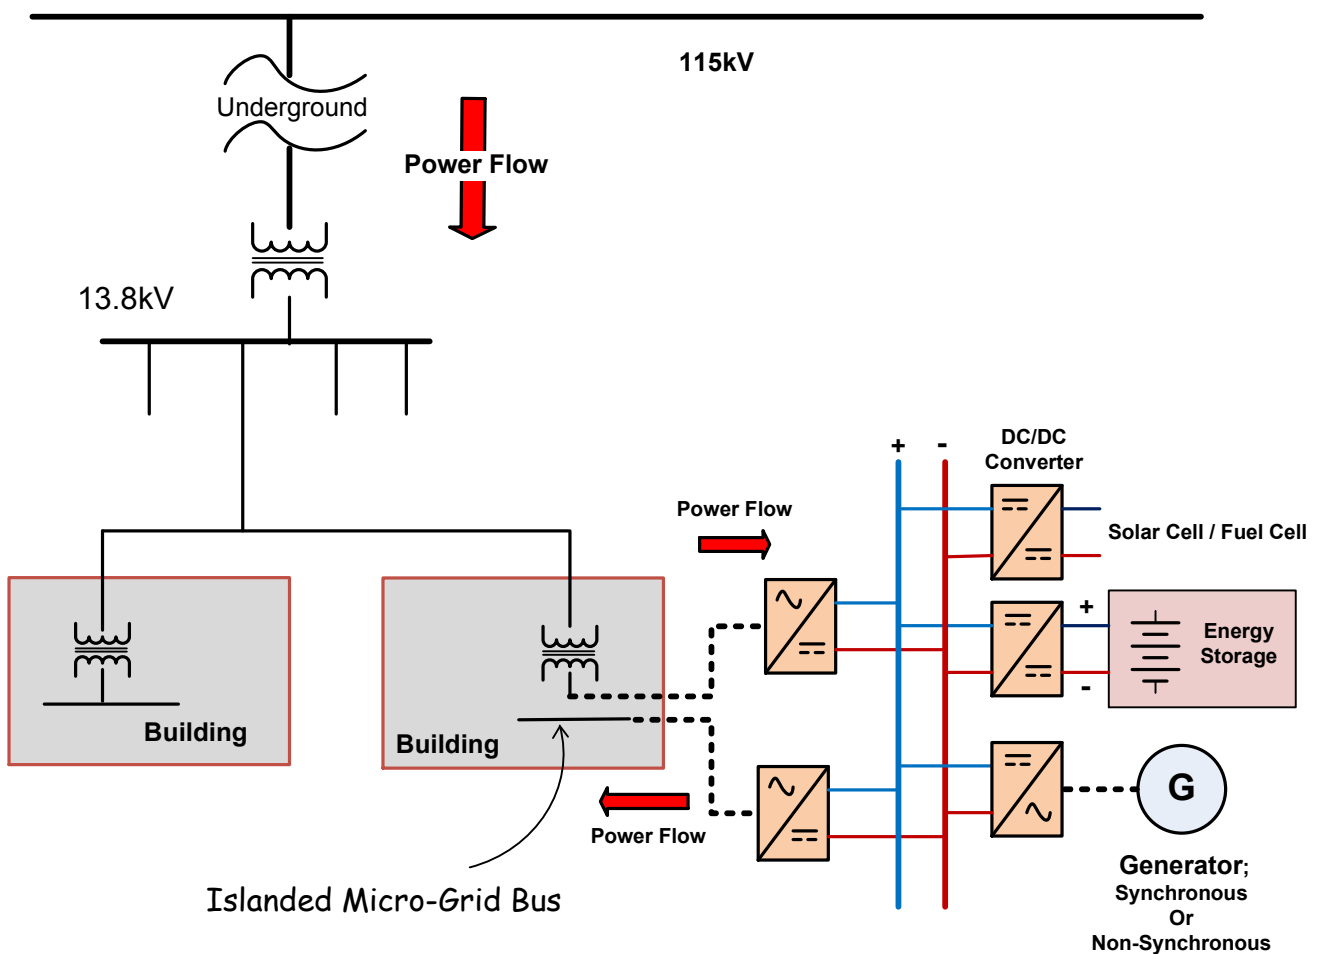 115kV
Underground
Power Flow
13.8kV
+ -
DC/DC
Converter
Power Flow
Solar Cell / Fuel Cell
+
Energy
Storage
-
Building
Building
G
Power Flow
Generator;
Synchronous
Or
Non-Synchronous
Islanded Micro-Grid Bus